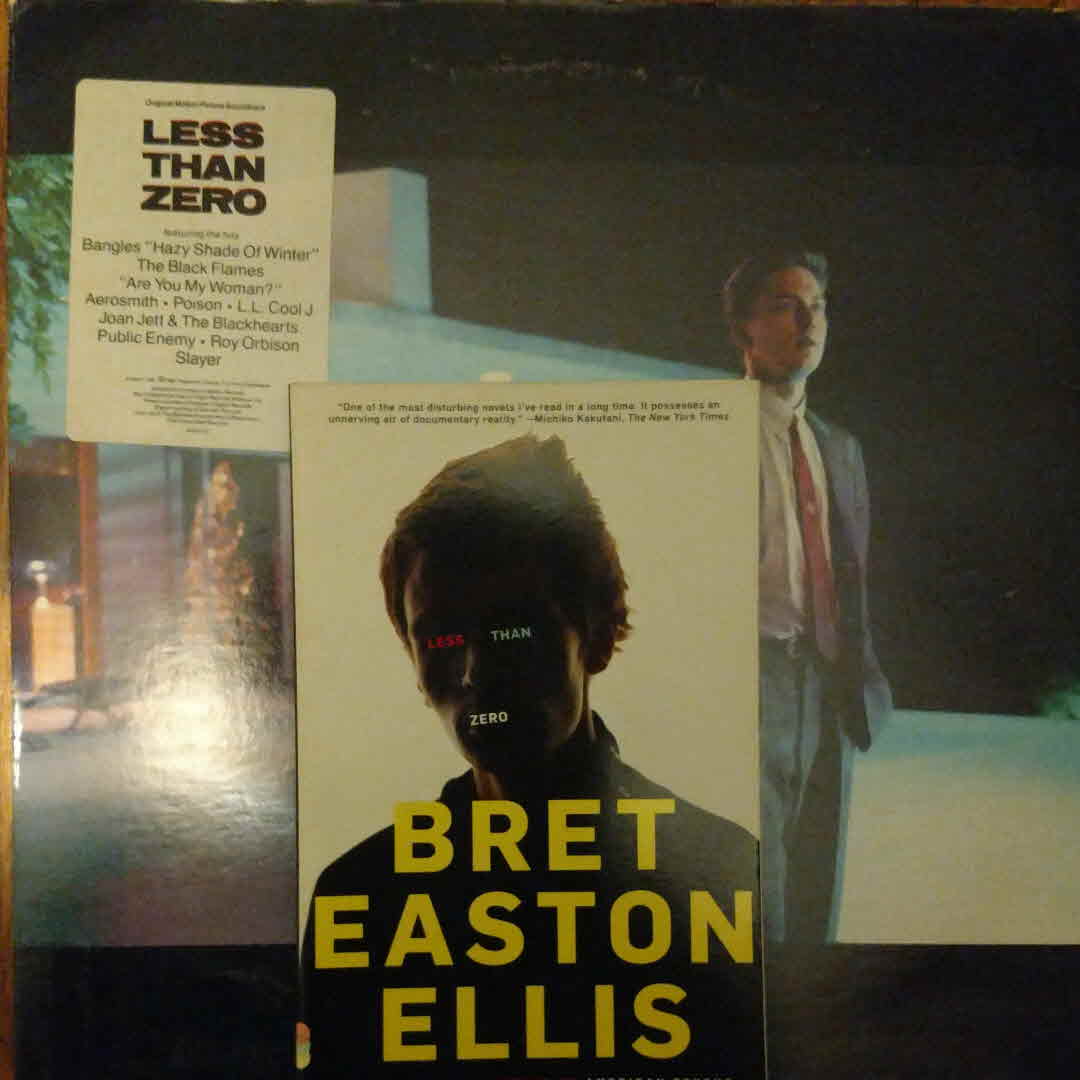 Original Motion Picture Soundtrack
LESS
THAN
ZERO
featuring the hits
Bangles "Hazy Shade Of Winter"
The Black Flames
"Are You My Woman?"
Aerosmith • Poison • L.L. Cool J
Joan Jett & The Blackhearts
Public Enemy • Roy Orbison
Slayer
"One of the most disturbing novels I've read in a long time. It possesses an
unnerving air of documentary reality." —Michiko Kakutani, The New York Times
LESS THAN
ZERO
BRET
EASTON
ELLIS